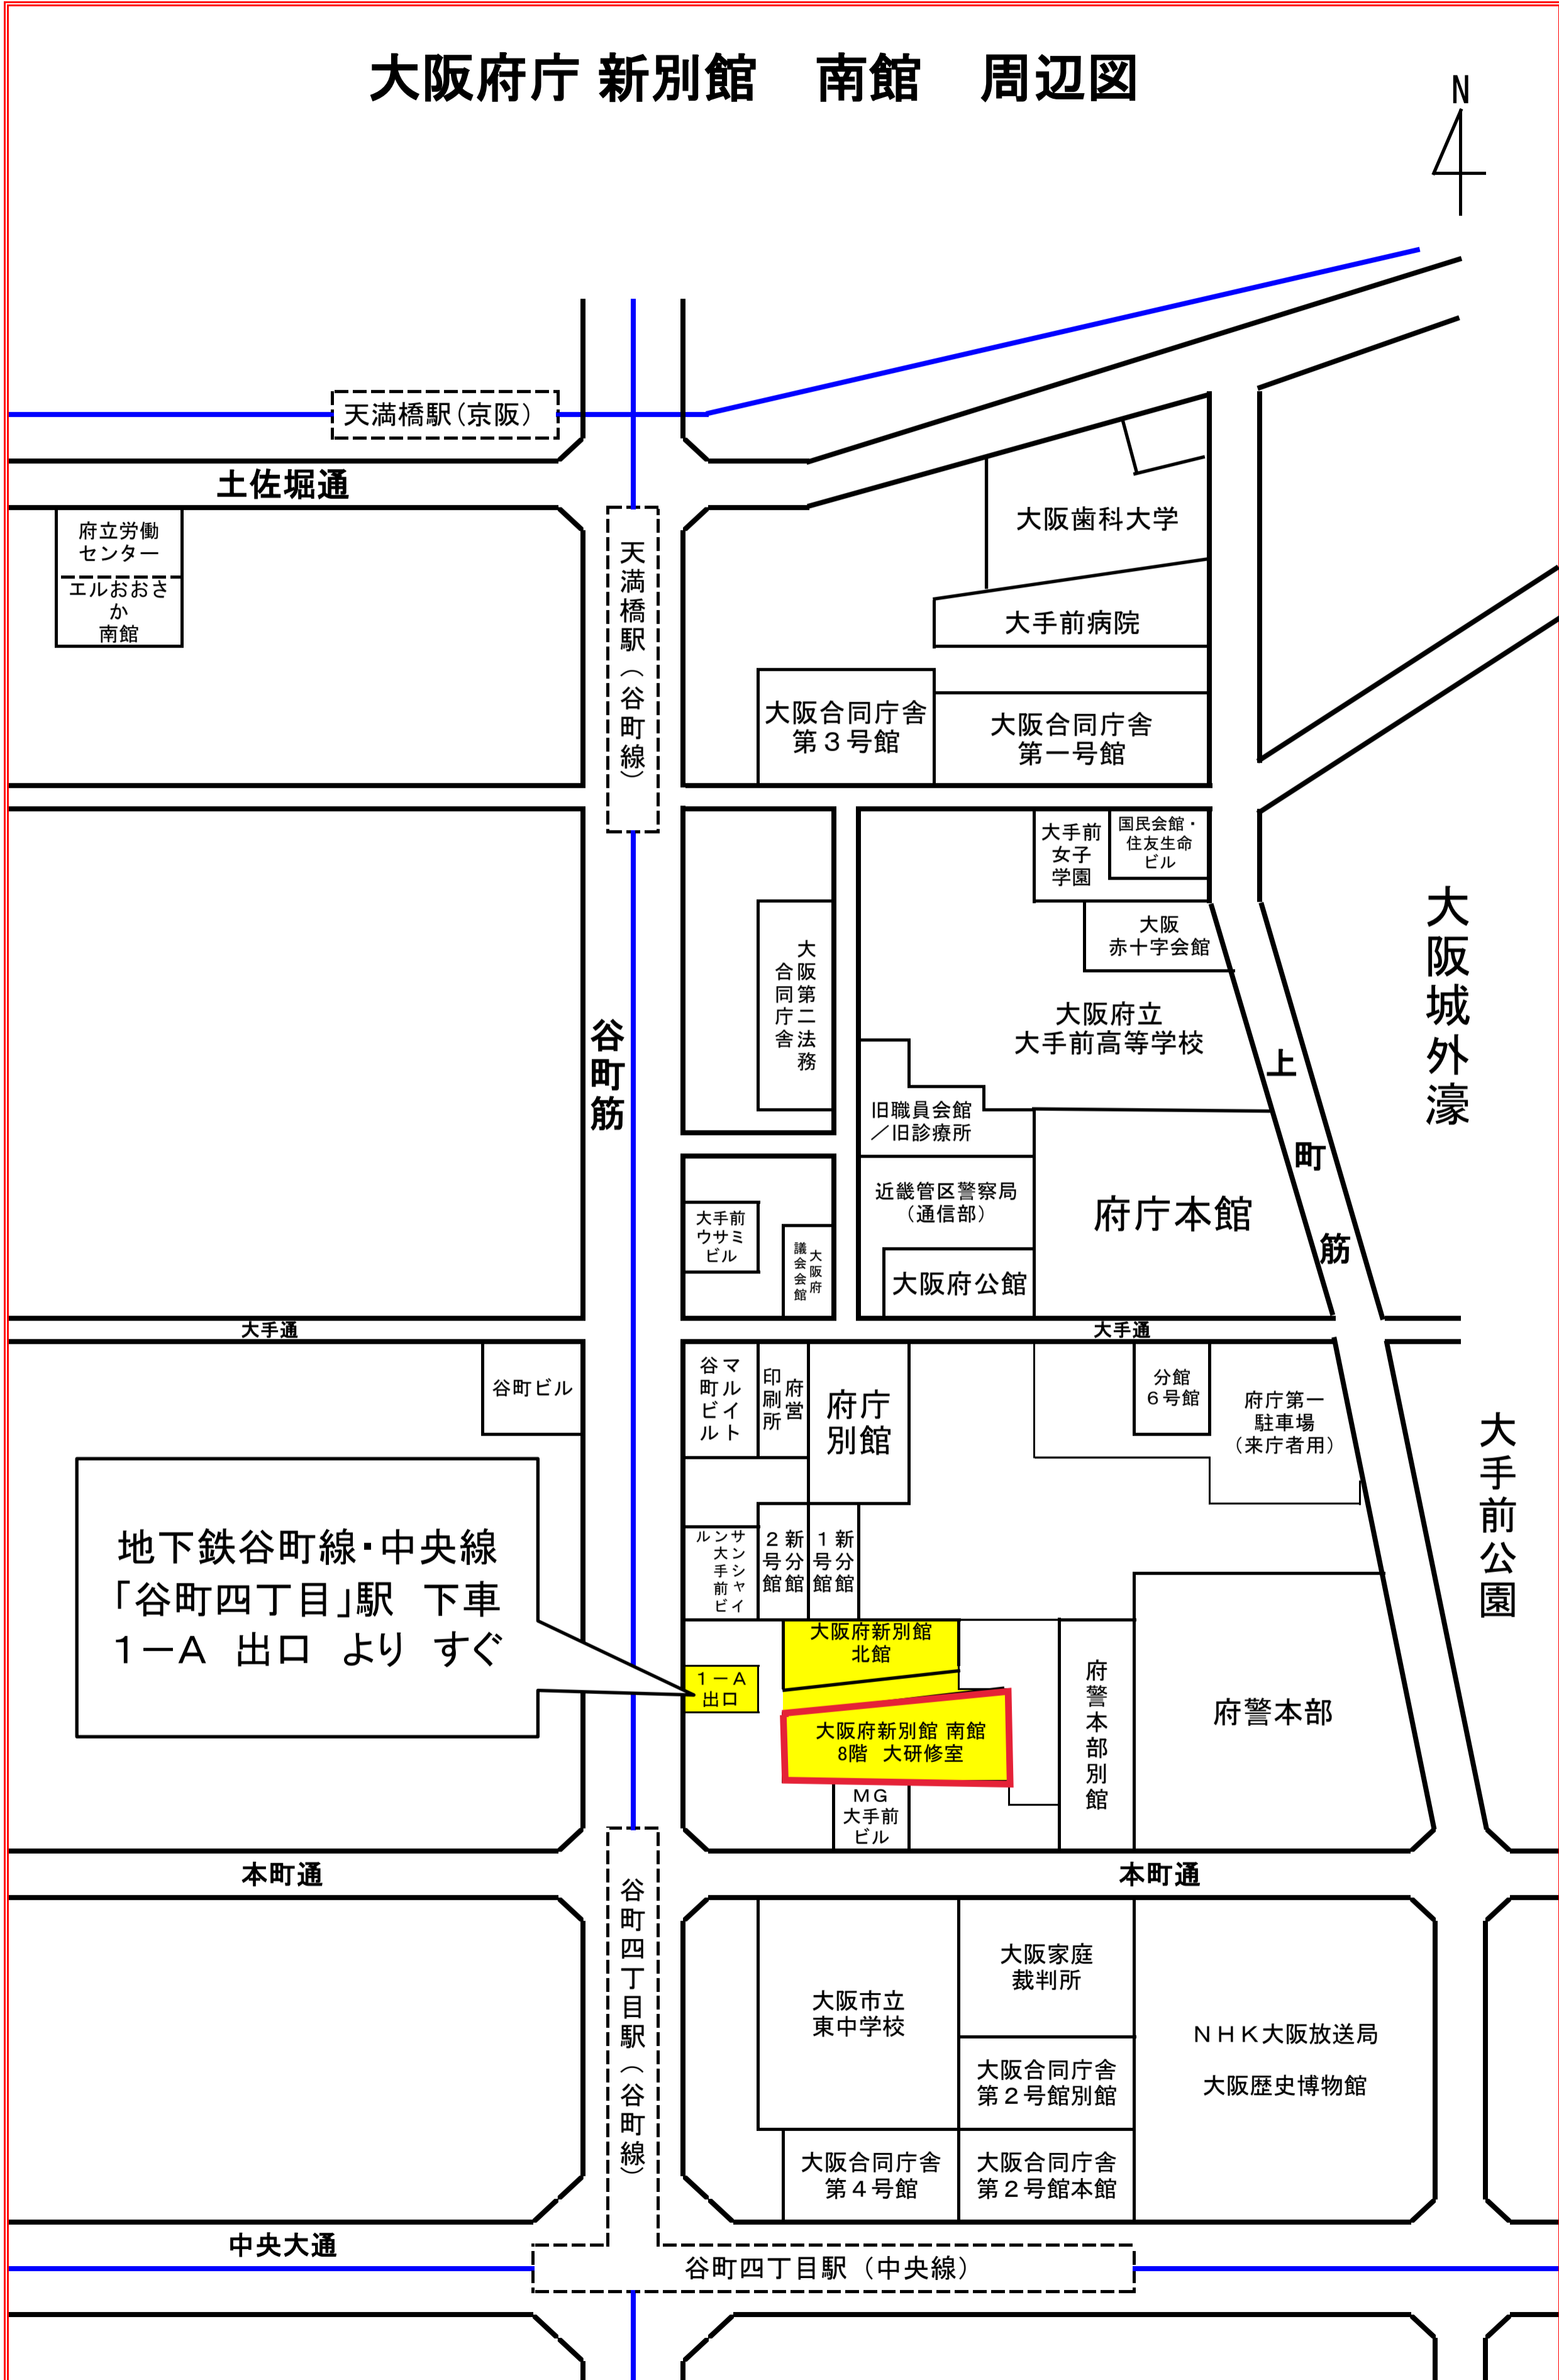 大阪府庁 新別館　南館　周辺図
N
天満橋駅（京阪）
土佐堀通
府立労働
センター
エルおおさ
か
南館
天満橋駅（谷町線）
大阪歯科大学
大手前病院
大阪合同庁舎
第３号館
大阪合同庁舎
第一号館
大手前
女子
学園
国民会館・
住友生命
ビル
大阪
赤十字会館
大阪城外濠
大阪第二法務
合同庁舎
谷町筋
大阪府立
大手前高等学校
上町筋
旧職員会館
／旧診療所
近畿管区警察局
（通信部）
府庁本館
大手前
ウサミ
ビル
大阪府
議会会館
大阪府公館
大手通
大手通
谷町ビル
マルイト
谷町ビル
府営
印刷所
府庁
別館
分館
６号館
府庁第一
駐車場
（来庁者用）
大手前公園
地下鉄谷町線・中央線
「谷町四丁目」駅　下車
１－Ａ　出口　より　すぐ
サンシャイ
ン大手前ビ
ル
新分館
２号館
新分館
１号館
大阪府新別館
北館
１－Ａ
出口
大阪府新別館 南館
8階 大研修室
府警本部別館
府警本部
ＭＧ
大手前
ビル
本町通
本町通
谷町四丁目駅（谷町線）
大阪市立
東中学校
大阪家庭
裁判所
ＮＨＫ大阪放送局
大阪歴史博物館
大阪合同庁舎
第２号館別館
大阪合同庁舎
第４号館
大阪合同庁舎
第２号館本館
中央大通
谷町四丁目駅（中央線）